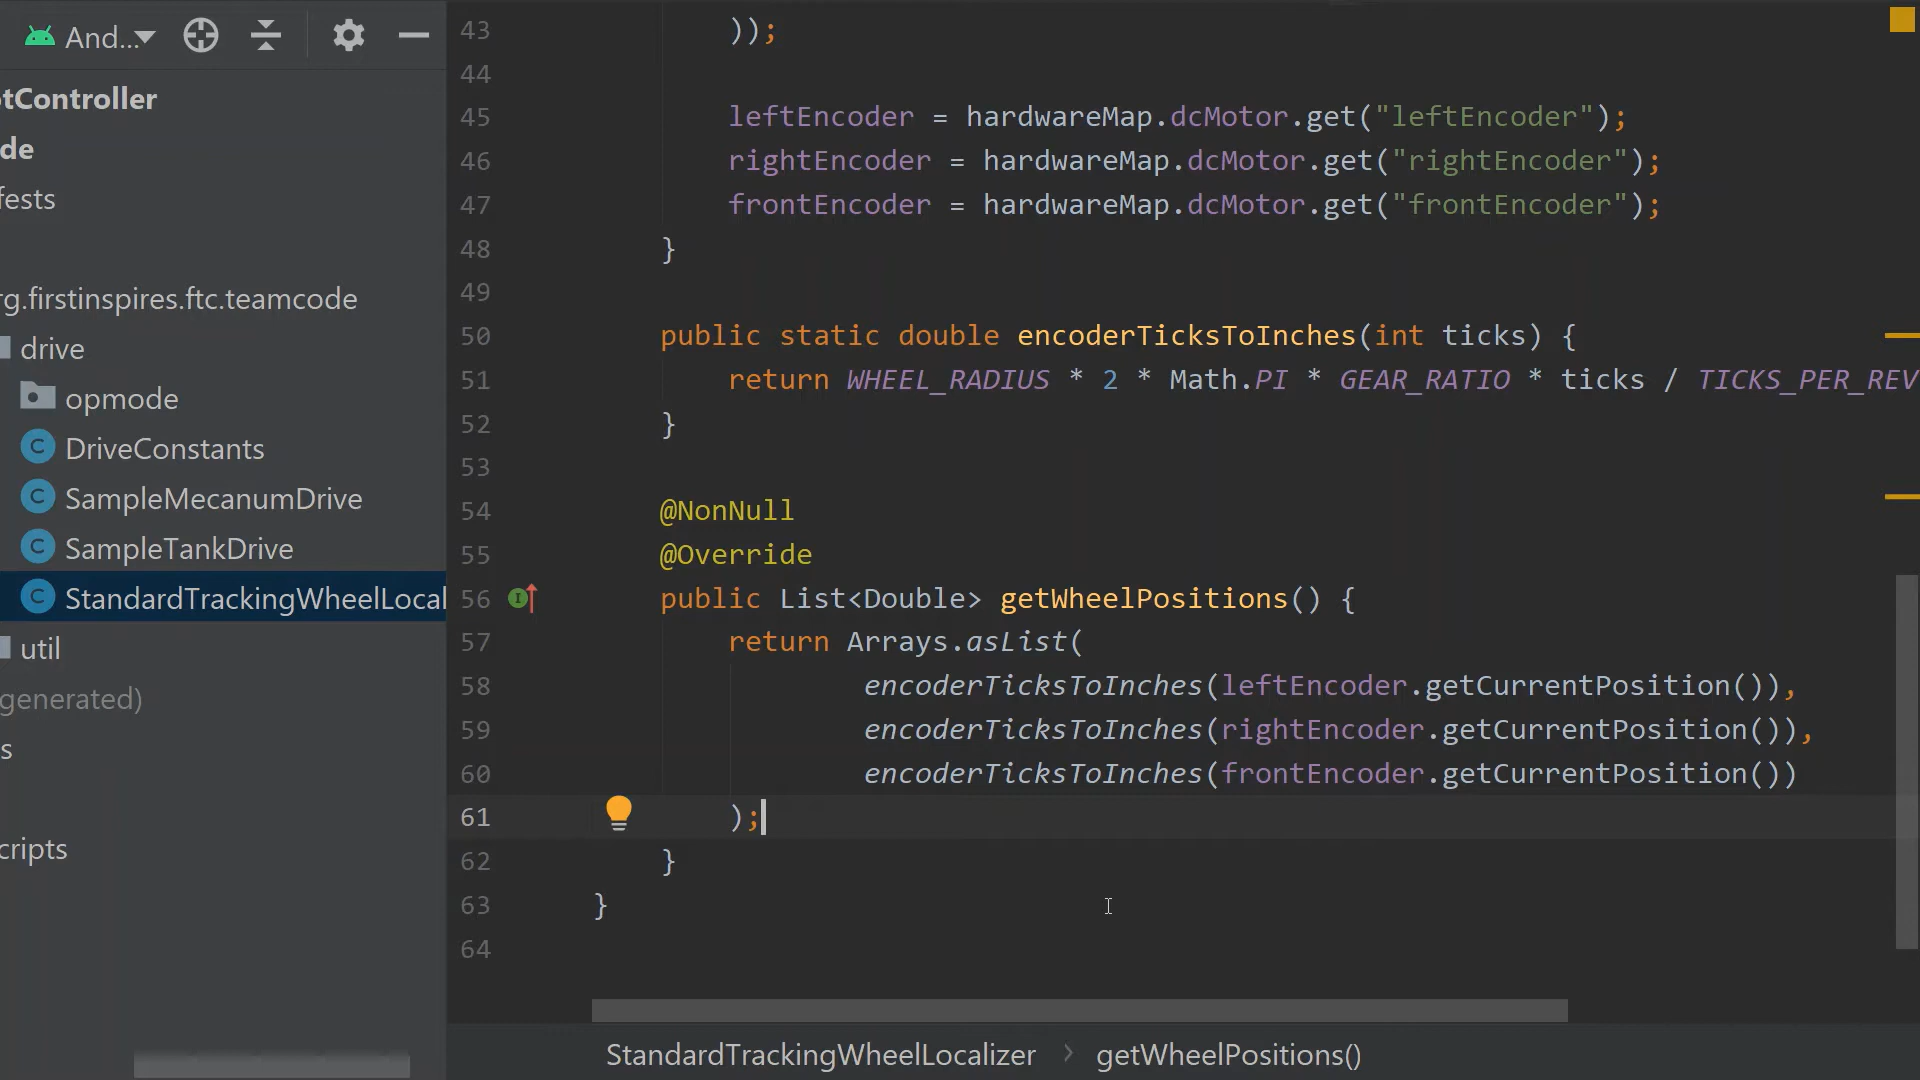 And...
tController
de
fests
rg.firstinspires.ftc.teamcode
drive
opmode
DriveConstants
SampleMecanumDrive
SampleTankDrive
StandardTrackingWheelLocal
util
generated)
s
cripts
43 ));
44
45 leftEncoder = hardwareMap.dcMotor.get("leftEncoder");
46 rightEncoder = hardwareMap.dcMotor.get("rightEncoder");
47 frontEncoder = hardwareMap.dcMotor.get("frontEncoder");
48 }
49
50 public static double encoderTicksToInches(int ticks) {
51 return WHEEL_RADIUS * 2 * Math.PI * GEAR_RATIO * ticks / TICKS_PER_REV
52 }
53
54 @NonNull
55 @Override
56 public List<Double> getWheelPositions() {
57 return Arrays.asList(
58 encoderTicksToInches(leftEncoder.getCurrentPosition()),
59 encoderTicksToInches(rightEncoder.getCurrentPosition()),
60 encoderTicksToInches(frontEncoder.getCurrentPosition())
61 );
62 }
63 }
64
StandardTrackingWheelLocalizer > getWheelPositions()